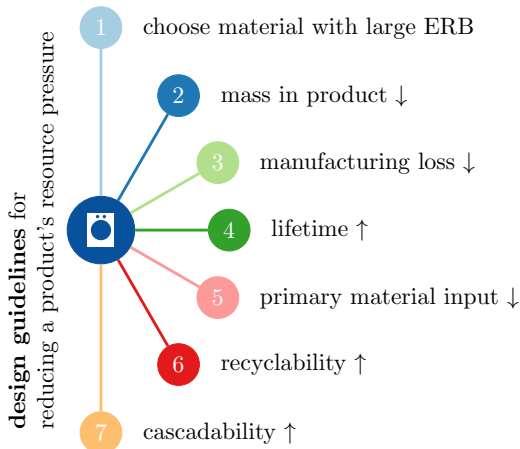 design guidelines for
reducing a product's resource pressure
1 choose material with large ERB
2 mass in product ↓
3 manufacturing loss ↓
4 lifetime ↑
5 primary material input ↓
6 recyclability ↑
7 cascadability ↑